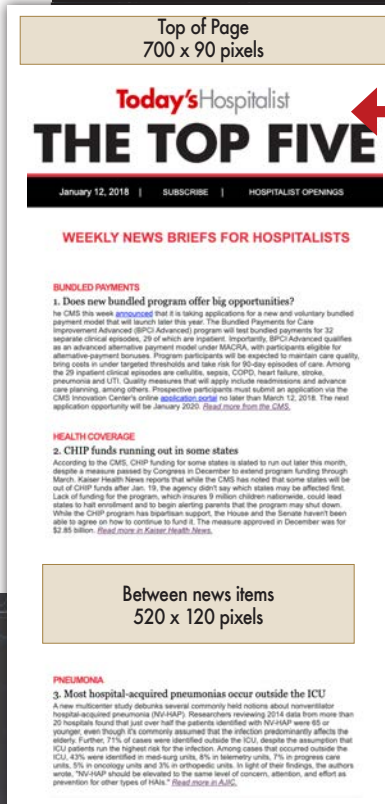 Top of Page
700 x 90 pixels
Today'sHospitalist
THE TOP FIVE
January 12, 2018 | SUBSCRIBE | HOSPITALIST OPENINGS
WEEKLY NEWS BRIEFS FOR HOSPITALISTS
BUNDLED PAYMENTS
1. Does new bundled program offer big opportunities?
he CMS this week announced that it is taking applications for a new and voluntary bundled
payment model that will launch later this year. The Bundled Payments for Care
Improvement Advanced (BPCI Advanced) program will test bundled payments for 32
separate clinical episodes, 29 of which are inpatient. Importantly, BPCI Advanced qualifies
as an advanced alternative payment model under MACRA, with participants eligible for
alternative-payment bonuses. Program participants will be expected to maintain care quality,
bring costs in under targeted thresholds and take risk for 90-day episodes of care. Among
the 29 inpatient clinical episodes are cellulitis, sepsis, COPD, heart failure, stroke,
pneumonia and UTI. Quality measures that will apply include readmissions and advance
care planning, among others. Prospective participants must submit an application via the
CMS Innovation Center's online application portal no later than March 12, 2018. The next
application opportunity will be January 2020. Read more from the CMS.
HEALTH COVERAGE
2. CHIP funds running out in some states
According to the CMS, CHIP funding for some states is slated to run out later this month,
despite a measure passed by Congress in December to extend program funding through
March. Kaiser Health News reports that while the CMS has noted that some states will be
out of CHIP funds after Jan. 19, the agency didn't say which states may be affected first.
Lack of funding for the program, which insures 9 million children nationwide, could lead
states to halt enrollment and to begin alerting parents that the program may shut down.
While the CHIP program has bipartisan support, the House and the Senate haven't been
able to agree on how to continue to fund it. The measure approved in December was for
$2.85 billion. Read more in Kaiser Health News.
Between news items
520 x 120 pixels
PNEUMONIA
3. Most hospital-acquired pneumonias occur outside the ICU
A new multicenter study debunks several commonly held notions about nonventilator
hospital-acquired pneumonia (NV-HAP). Researchers reviewing 2014 data from more than
20 hospitals found that just over half the patients identified with NV-HAP were 65 or
younger, even though it's commonly assumed that the infection predominantly affects the
elderly. Further, 71% of cases were identified outside the ICU, despite the assumption that
ICU patients run the highest risk for the infection. Among cases that occurred outside the
ICU, 43% were identified in med-surg units, 8% in telemetry units, 7% in progress care
units, 5% in oncology units and 3% in orthopedic units. In light of their findings, the authors
wrote, "NV-HAP should be elevated to the same level of concern, attention, and effort as
prevention for other types of HAIs." Read more in AJIC.